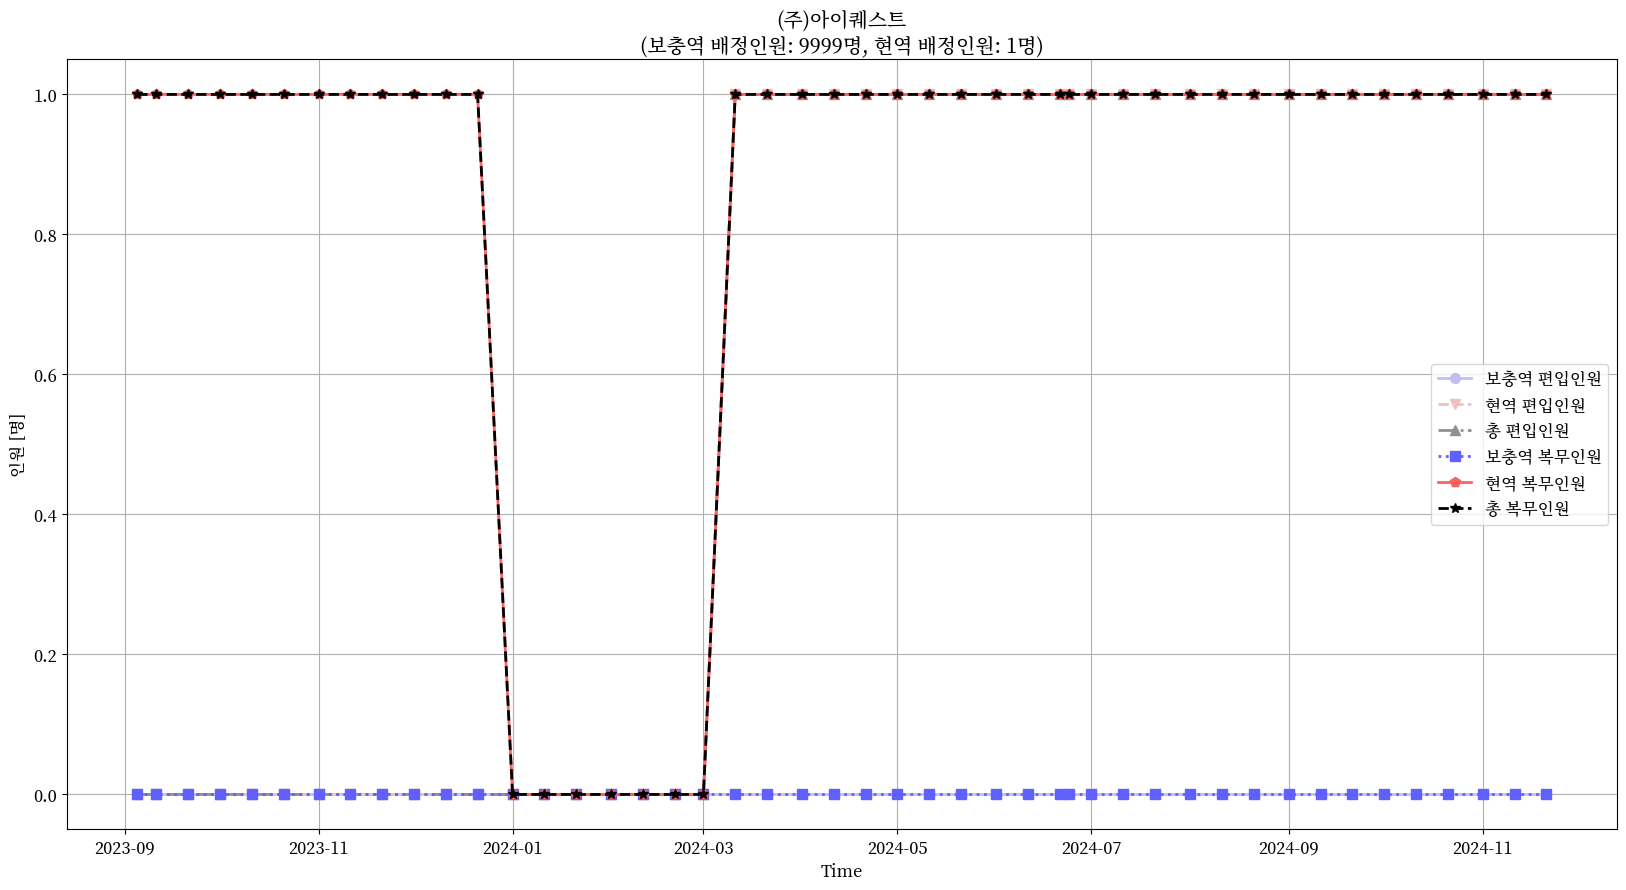 (주)아이퀘스트
(보충역 배정인원: 9999명, 현역 배정인원: 1명)
1.0
0.8
0.6
0.4
0.2
0.0
인원 [명]
보충역 편입인원
현역 편입인원
총 편입인원
보충역 복무인원
현역 복무인원
총 복무인원
2023-09
2023-11
2024-01
2024-03
2024-05
2024-07
2024-09
2024-11
Time